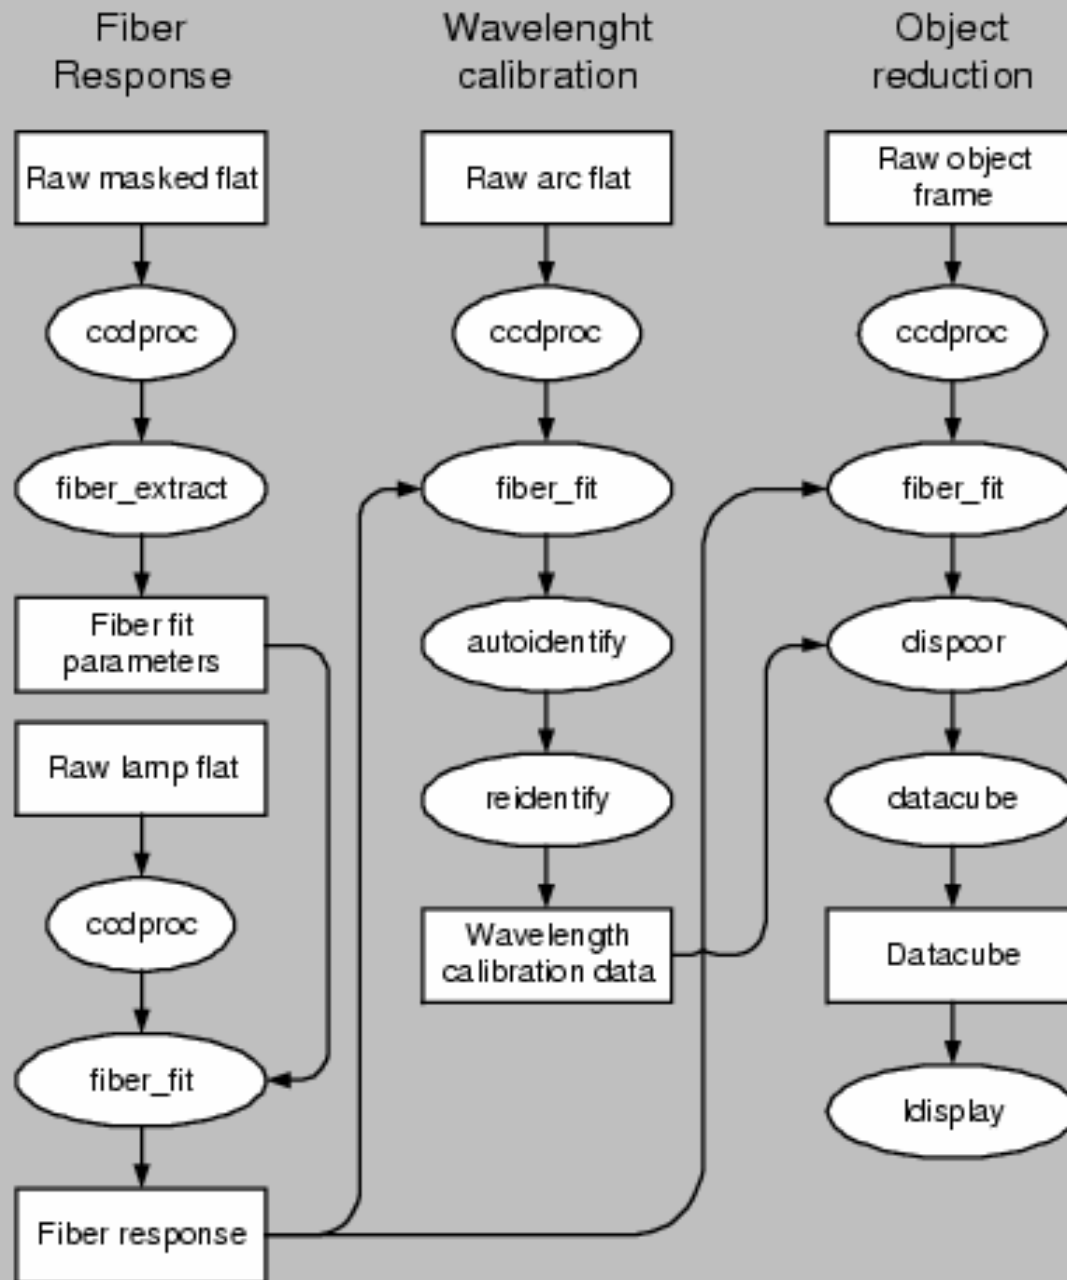 Fiber
Response
Raw masked flat
ccdproc
fiber_extract
Fiber fit
parameters
Raw lamp flat
ccdproc
fiber_fit
Fiber response
Wavelenght
calibration
Raw arc flat
ccdproc
fiber_fit
autoidentify
reidentify
Wavelength
calibration data
Object
reduction
Raw object
frame
ccdproc
fiber_fit
dispcor
datacube
Datacube
ldisplay